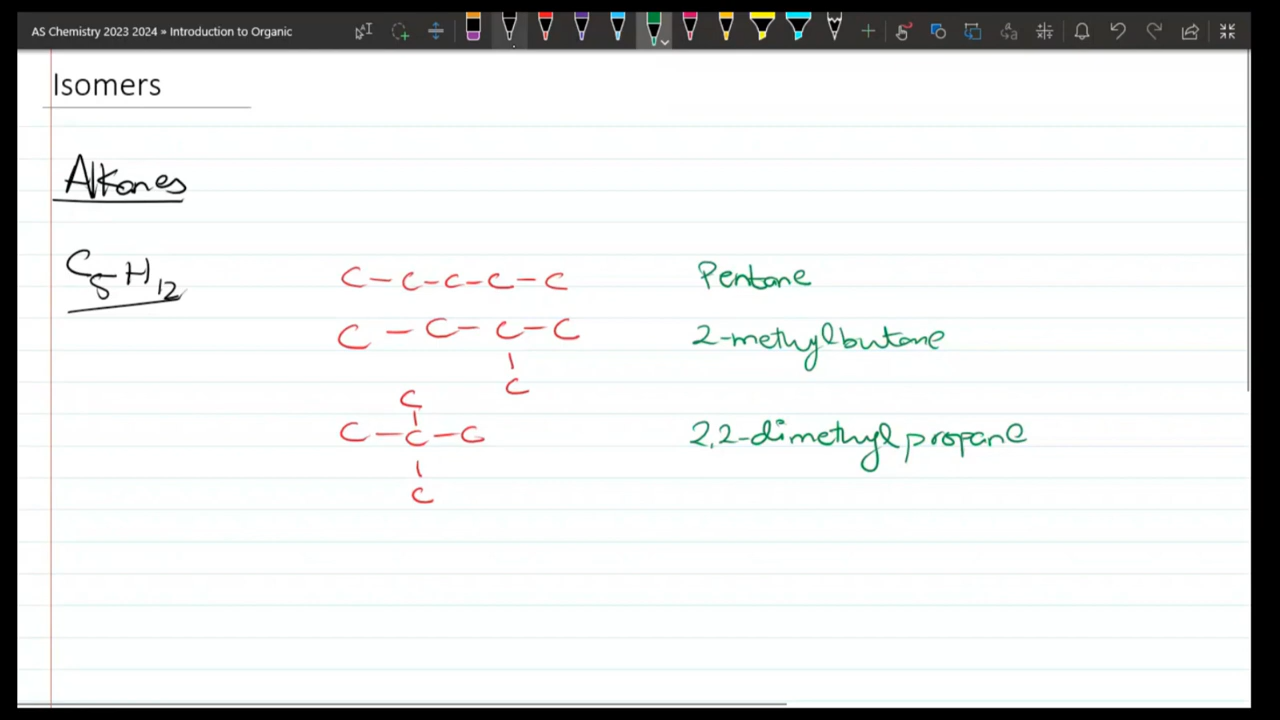 AS Chemistry 2023 2024 » Introduction to Organic
Isomers
Alkanes
C5H12
C-C-C-C-C Pentane
C-C-C-C 2-methylbutane
C
C
C-C-C 2,2-dimethylpropane
C